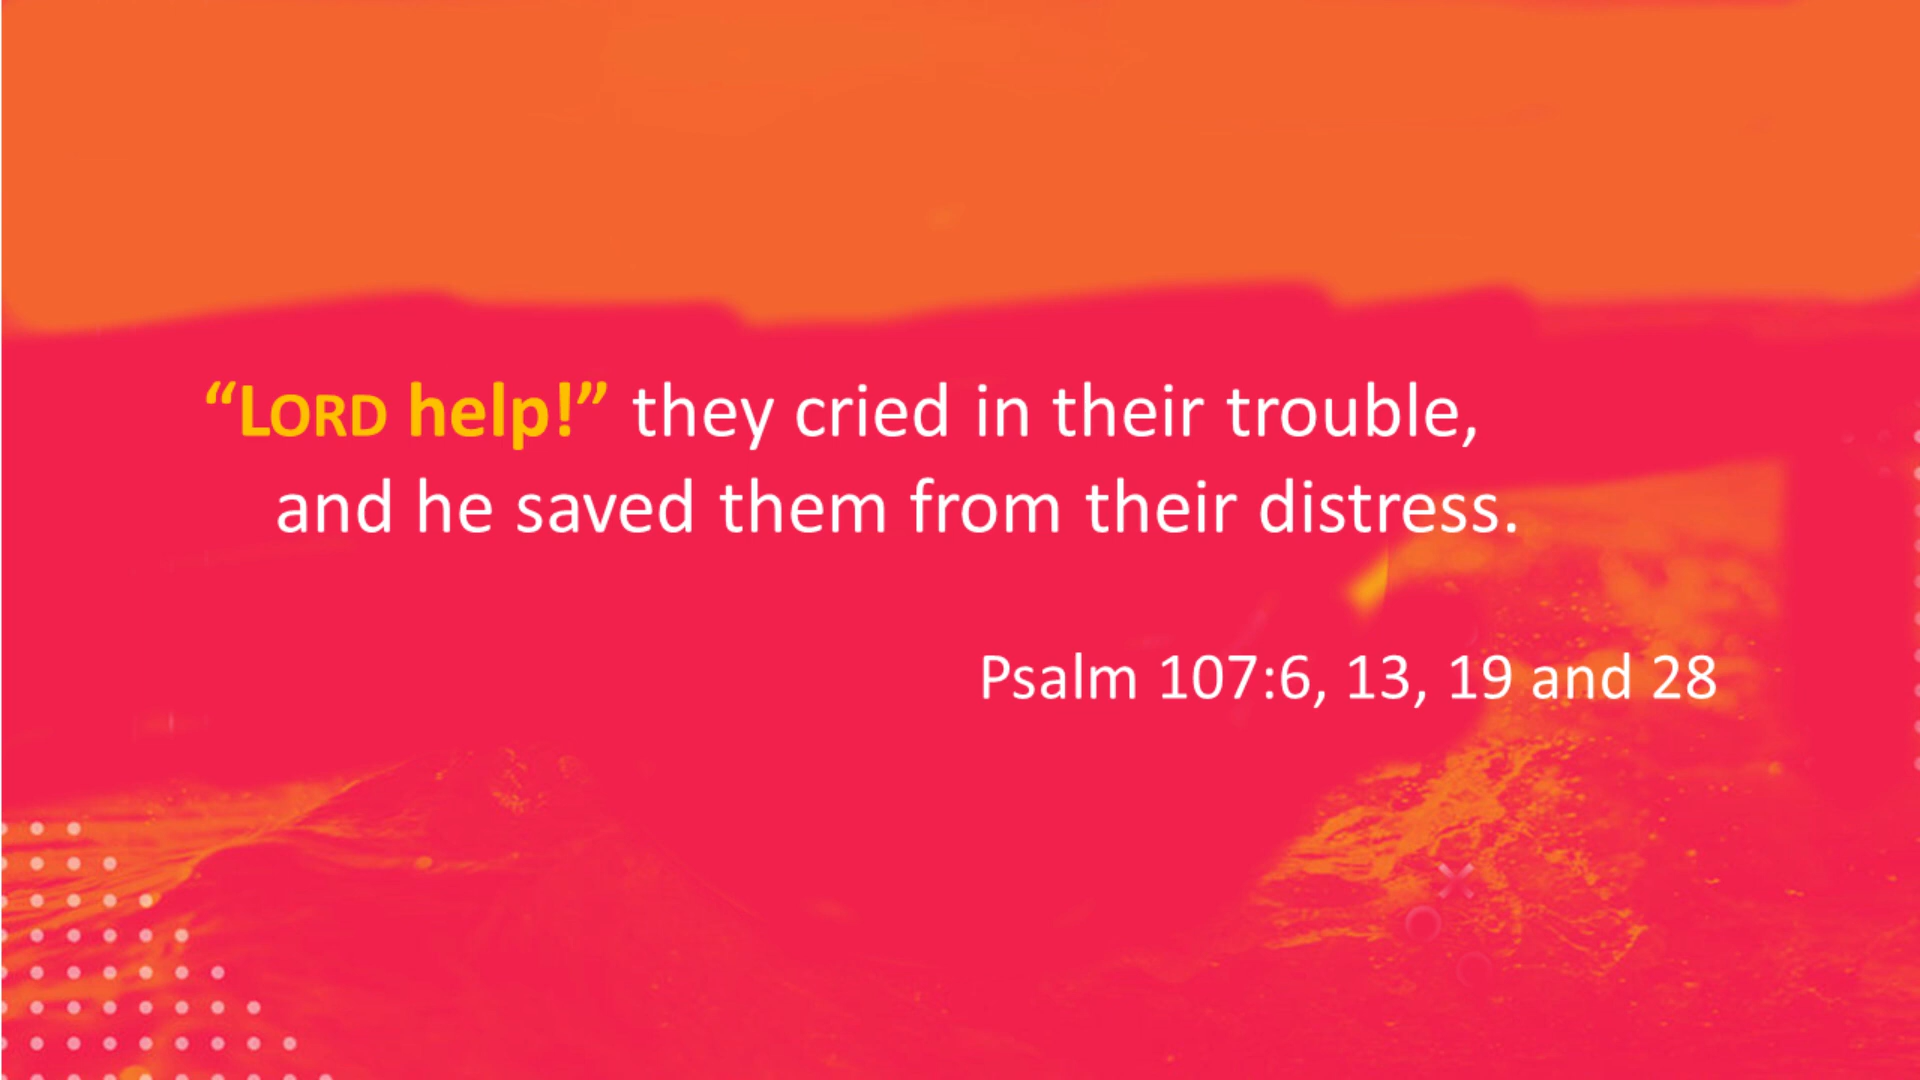 “LORD help!” they cried in their trouble,
and he saved them from their distress.
Psalm 107:6, 13, 19 and 28